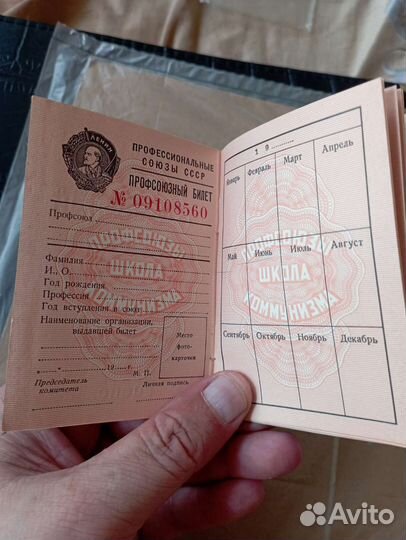 ЛЕНИН
ПРОФЕССИОНАЛЬНЫЕ
СОЮЗЫ СССР
ПРОФСОЮЗНЫЙ БИЛЕТ
№ 09108560
Профсоюз
Фамилия
И., О.
Год рождения
Профессия
Год вступления в союз
Наименование организации,
выдавшей билет
Место
фото-
карточки
19 г.
М. П.
Председатель
комитета
Личная подпись
ПРОФСОЮЗЫ
ШКОЛА
КОММУНИЗМА
19
Январь Февраль Март Апрель
Май Июнь Июль Август
Сентябрь Октябрь Ноябрь Декабрь
ПРОФСОЮЗЫ
ШКОЛА
КОММУНИЗМА
Avito